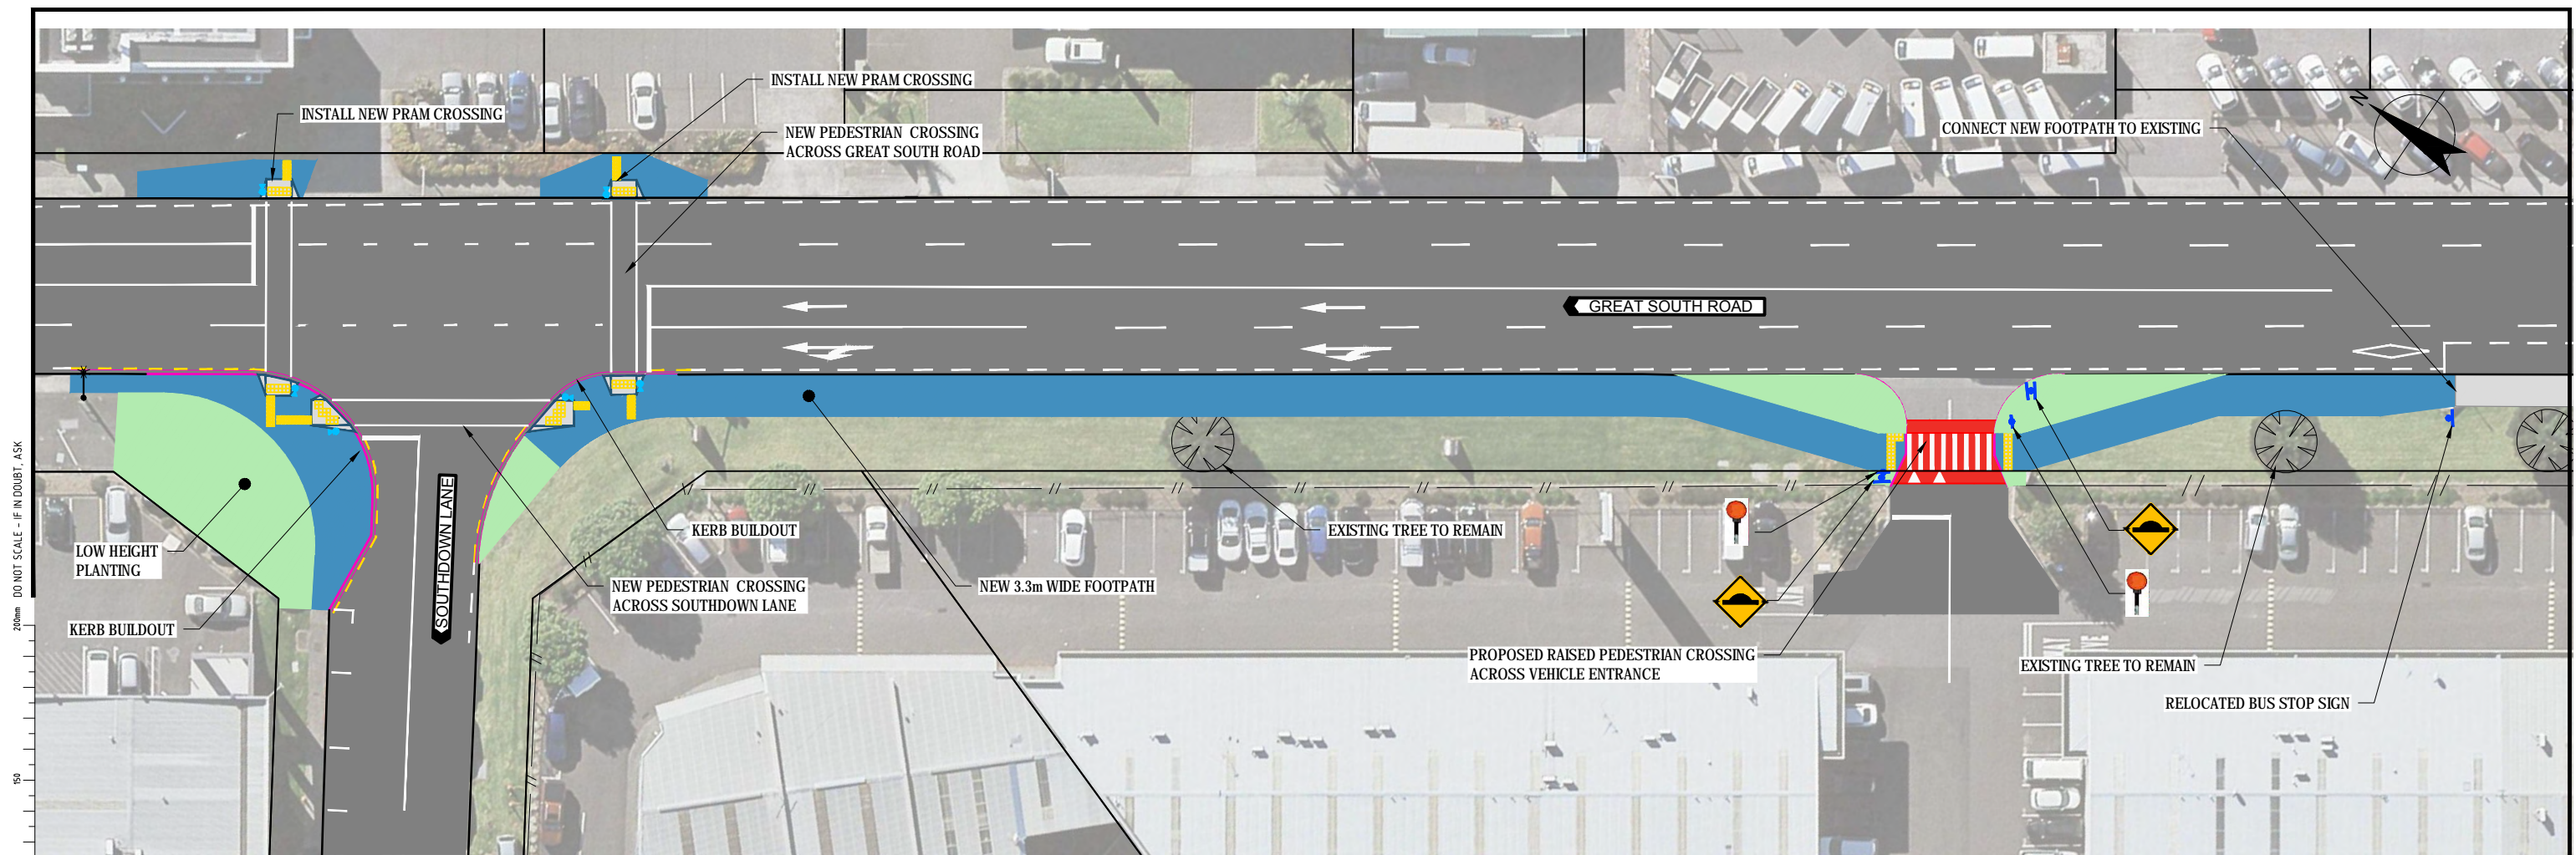 INSTALL NEW PRAM CROSSING
INSTALL NEW PRAM CROSSING
NEW PEDESTRIAN CROSSING
ACROSS GREAT SOUTH ROAD
CONNECT NEW FOOTPATH TO EXISTING
N
GREAT SOUTH ROAD
SOUTHDOWN LANE
LOW HEIGHT
PLANTING
KERB BUILDOUT
KERB BUILDOUT
NEW PEDESTRIAN CROSSING
ACROSS SOUTHDOWN LANE
NEW 3.3m WIDE FOOTPATH
EXISTING TREE TO REMAIN
PROPOSED RAISED PEDESTRIAN CROSSING
ACROSS VEHICLE ENTRANCE
EXISTING TREE TO REMAIN
RELOCATED BUS STOP SIGN
DO NOT SCALE - IF IN DOUBT, ASK
200mm
150